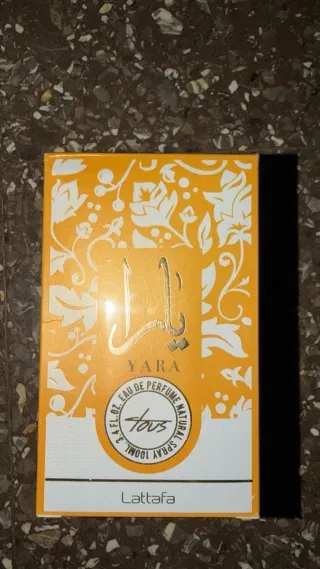 يارا
YARA
3.4 FL.OZ. EAU DE PERFUME NATURAL SPRAY 100ML
tous
Lattafa